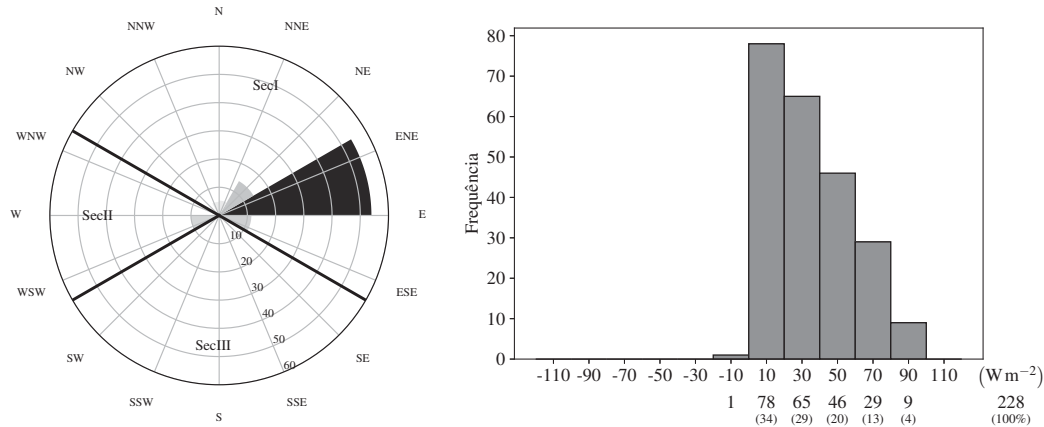 N
NNE
NE
ENE
E
ESE
SE
SSE
S
SSW
SW
WSW
W
WNW
NW
NNW
SecI
SecII
SecIII
10
20
30
40
50
60
Frequência
80
70
60
50
40
30
20
10
0
-110 -90 -70 -50 -30 -10 10 30 50 70 90 110 (W m−2)
1 78 65 46 29 9 228
(34) (29) (20) (13) (4) (100%)